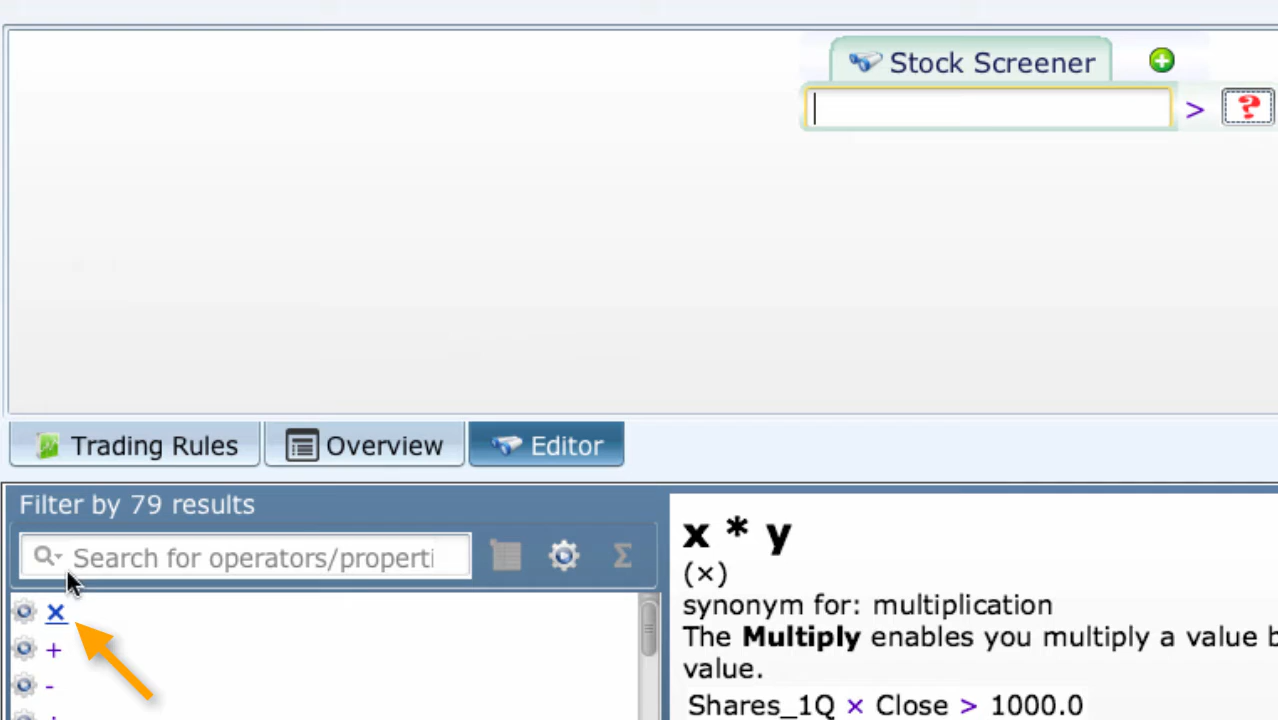 Stock Screener
> ?
Trading Rules Overview Editor
Filter by 79 results
Search for operators/properti
Σ
×
+
-
x * y
(×)
synonym for: multiplication
The Multiply enables you multiply a value b
value.
Shares_1Q × Close > 1000.0